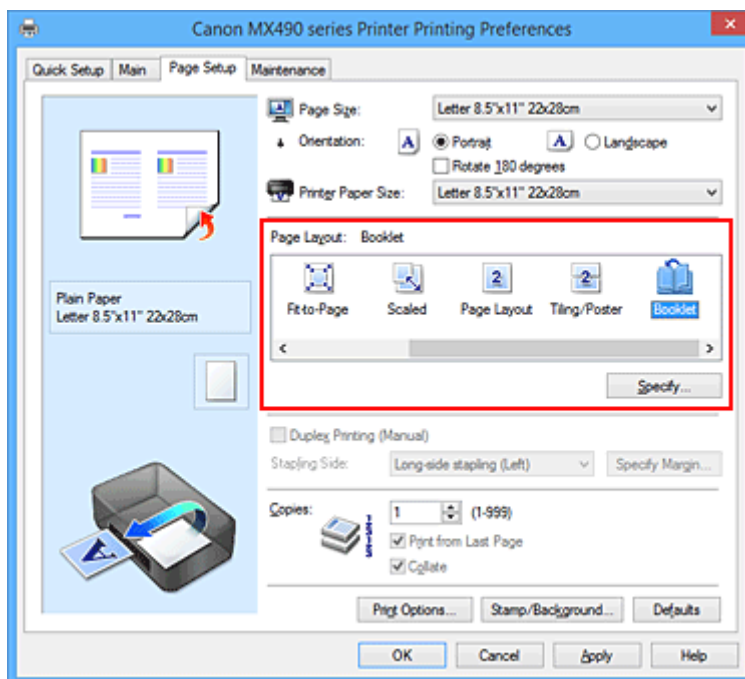 Canon MX490 series Printer Printing Preferences
Quick Setup Main Page Setup Maintenance
Page Size: Letter 8.5"x11" 22x28cm
Orientation: A Portrait A Landscape
Rotate 180 degrees
Printer Paper Size: Letter 8.5"x11" 22x28cm
Page Layout: Booklet
2 2
Fit-to-Page Scaled Page Layout Tiling/Poster Booklet
Specify...
Plain Paper
Letter 8.5"x11" 22x28cm
Duplex Printing (Manual)
Stapling Side: Long-side stapling (Left) Specify Margin...
Copies: 1 (1-999)
Print from Last Page
Collate
A
Print Options... Stamp/Background... Defaults
OK Cancel Apply Help